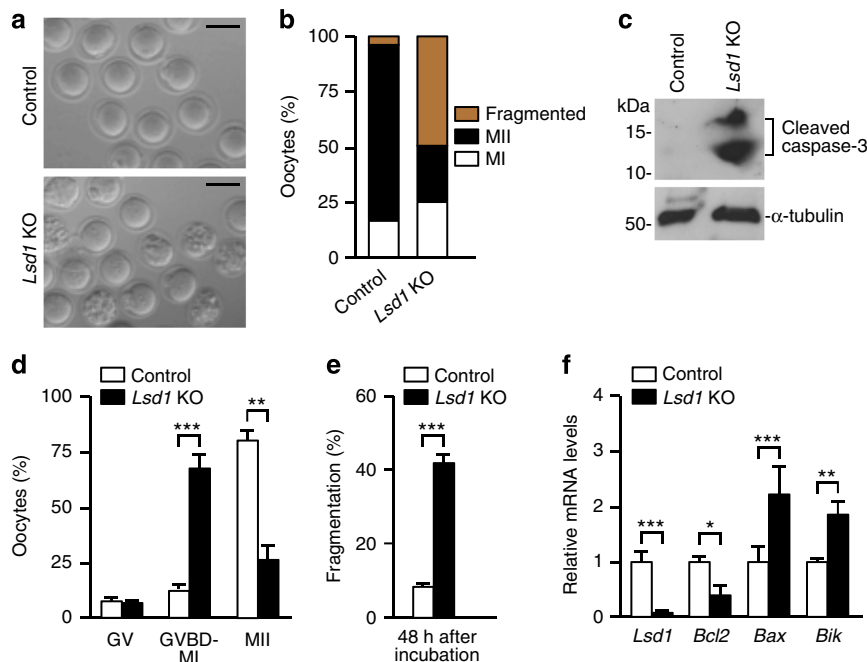 a
Control
Lsd1 KO
b
Oocytes (%)
100
75
50
25
0
Control
Lsd1 KO
Fragmented
MII
MI
c
Control
Lsd1 KO
kDa
15-
10-
50-
Cleaved
caspase-3
-α-tubulin
d
Control
Lsd1 KO
Oocytes (%)
100
75
50
25
0
***
**
GV
GVBD-
MI
MII
e
Control
Lsd1 KO
Fragmentation (%)
60
40
20
0
***
48 h after
incubation
f
Control
Lsd1 KO
Relative mRNA levels
4
3
2
1
0
***
*
***
**
Lsd1
Bcl2
Bax
Bik